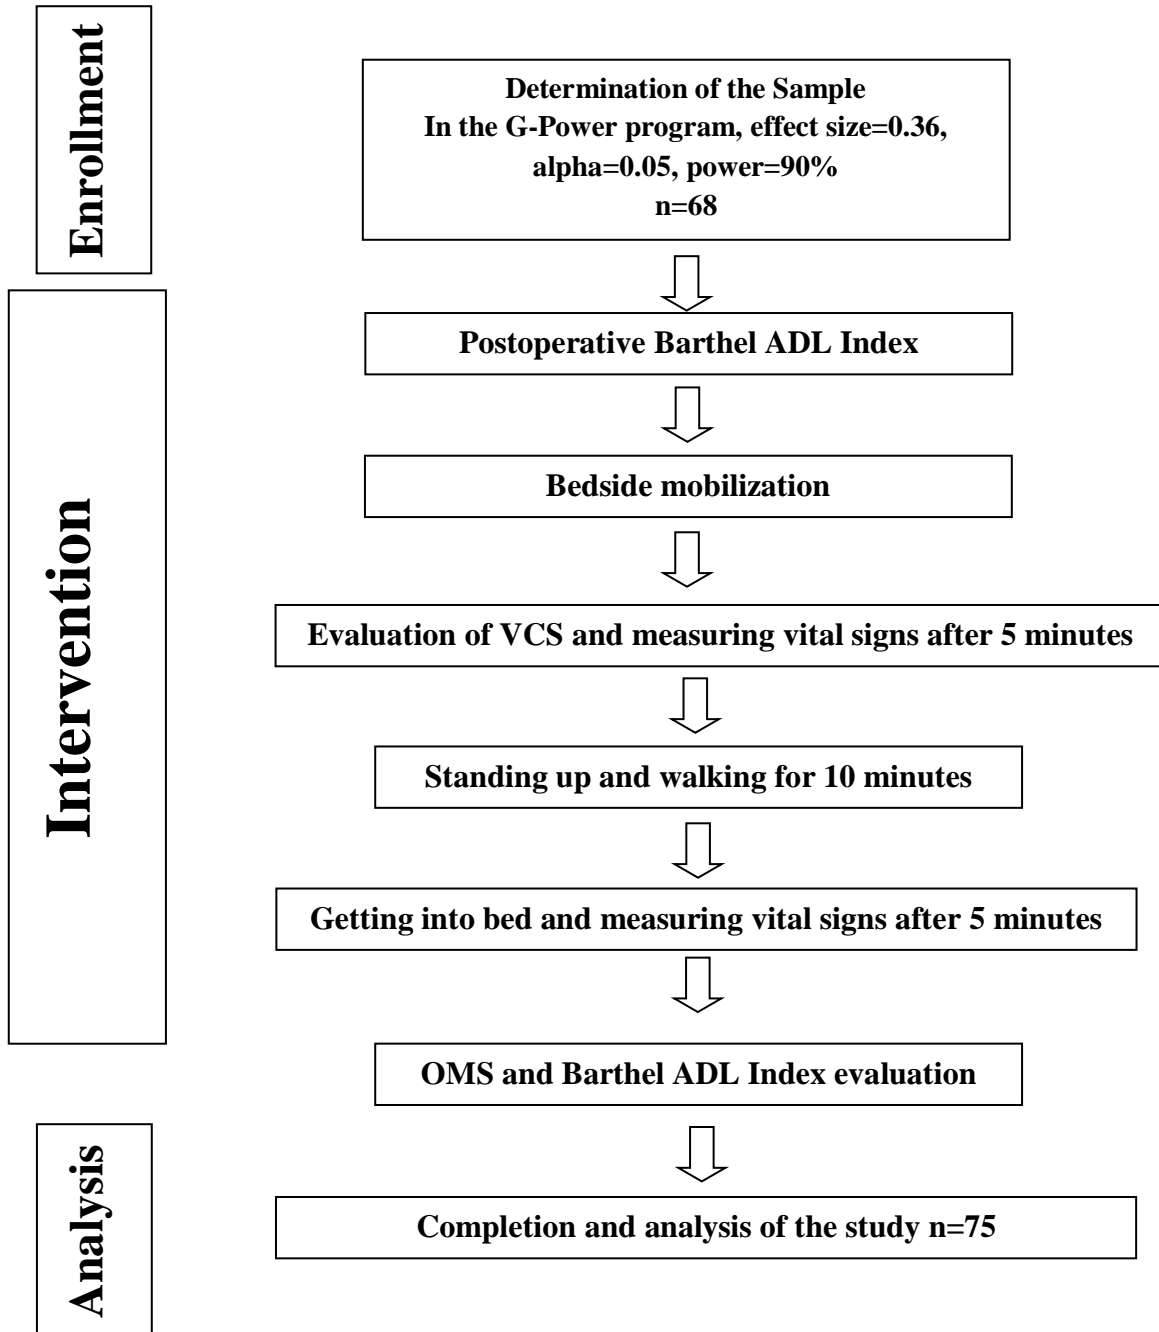 Enrollment
Determination of the Sample
In the G-Power program, effect size=0.36,
alpha=0.05, power=90%
n=68
Intervention
Postoperative Barthel ADL Index
Bedside mobilization
Evaluation of VCS and measuring vital signs after 5 minutes
Standing up and walking for 10 minutes
Getting into bed and measuring vital signs after 5 minutes
OMS and Barthel ADL Index evaluation
Analysis
Completion and analysis of the study n=75